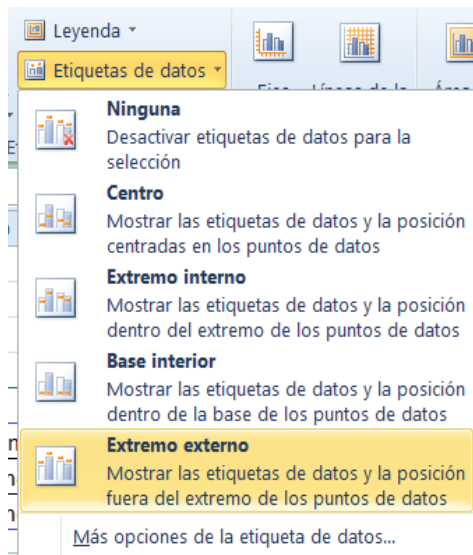 Leyenda
Etiquetas de datos
Ninguna
Desactivar etiquetas de datos para la
selección
Centro
Mostrar las etiquetas de datos y la posición
centradas en los puntos de datos
Extremo interno
Mostrar las etiquetas de datos y la posición
dentro del extremo de los puntos de datos
Base interior
Mostrar las etiquetas de datos y la posición
dentro de la base de los puntos de datos
Extremo externo
Mostrar las etiquetas de datos y la posición
fuera del extremo de los puntos de datos
Más opciones de la etiqueta de datos...